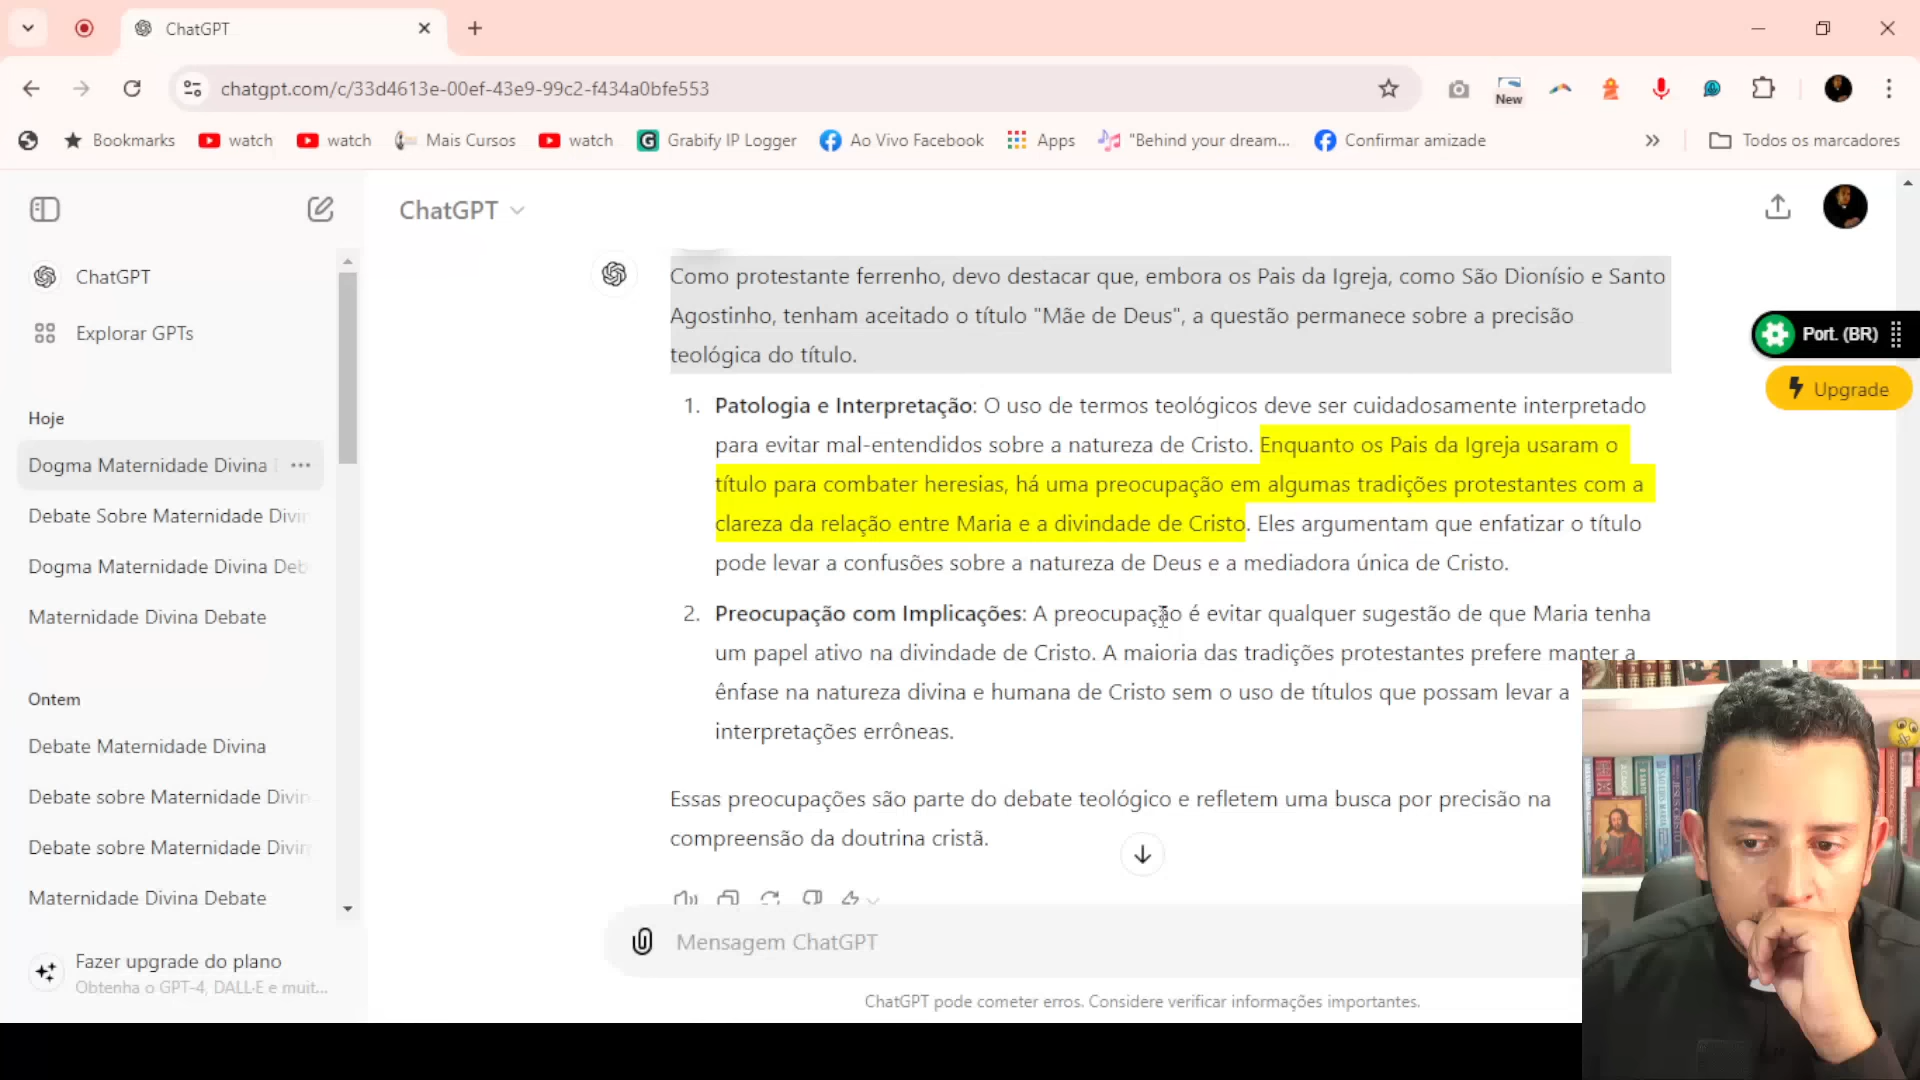 ChatGPT
chatgpt.com/c/33d4613e-00ef-43e9-99c2-f434a0bfe553
New
Bookmarks
watch
watch
Mais Cursos
watch
Grabify IP Logger
Ao Vivo Facebook
Apps
"Behind your dream...
Confirmar amizade
Todos os marcadores
ChatGPT
ChatGPT
Explorar GPTs
Hoje
Dogma Maternidade Divina
Debate Sobre Maternidade Divin
Dogma Maternidade Divina Deb
Maternidade Divina Debate
Ontem
Debate Maternidade Divina
Debate sobre Maternidade Divin
Debate sobre Maternidade Divin
Maternidade Divina Debate
Fazer upgrade do plano
Obtenha o GPT-4, DALL·E e muit...
Como protestante ferrenho, devo destacar que, embora os Pais da Igreja, como São Dionísio e Santo
Agostinho, tenham aceitado o título "Mãe de Deus", a questão permanece sobre a precisão
teológica do título.
1. Patologia e Interpretação: O uso de termos teológicos deve ser cuidadosamente interpretado
para evitar mal-entendidos sobre a natureza de Cristo. Enquanto os Pais da Igreja usaram o
título para combater heresias, há uma preocupação em algumas tradições protestantes com a
clareza da relação entre Maria e a divindade de Cristo. Eles argumentam que enfatizar o título
pode levar a confusões sobre a natureza de Deus e a mediadora única de Cristo.
2. Preocupação com Implicações: A preocupação é evitar qualquer sugestão de que Maria tenha
um papel ativo na divindade de Cristo. A maioria das tradições protestantes prefere manter a
ênfase na natureza divina e humana de Cristo sem o uso de títulos que possam levar a
interpretações errôneas.
Essas preocupações são parte do debate teológico e refletem uma busca por precisão na
compreensão da doutrina cristã.
Mensagem ChatGPT
ChatGPT pode cometer erros. Considere verificar informações importantes.
Port. (BR)
Upgrade